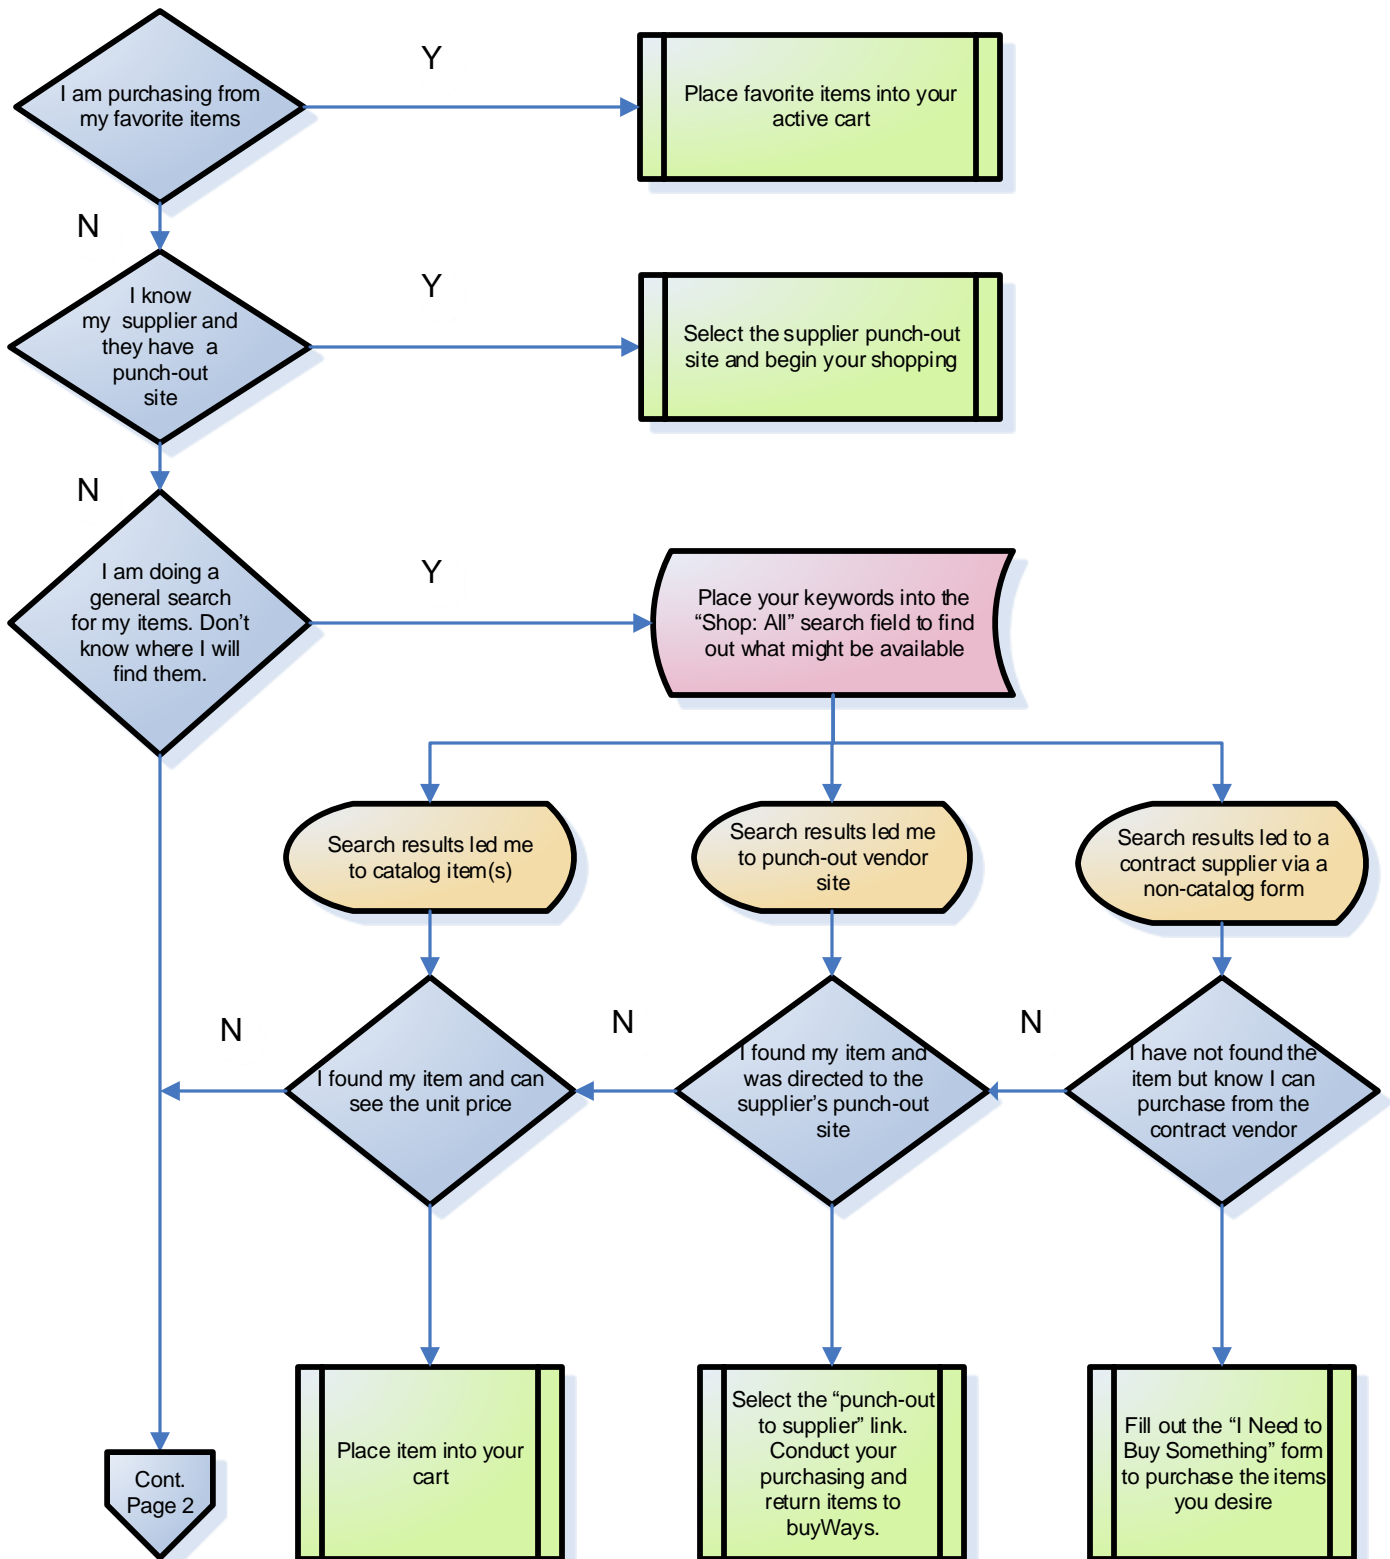 I am purchasing from
my favorite items
Y
Place favorite items into your
active cart
N
I know
my supplier and
they have a
punch-out
site
Y
Select the supplier punch-out
site and begin your shopping
N
I am doing a
general search
for my items. Don’t
know where I will
find them.
Y
Place your keywords into the
“Shop: All” search field to find
out what might be available
Search results led me
to catalog item(s)
Search results led me
to punch-out vendor
site
Search results led to a
contract supplier via a
non-catalog form
N
I found my item and can
see the unit price
N
I found my item and
was directed to the
supplier’s punch-out
site
N
I have not found the
item but know I can
purchase from the
contract vendor
Cont.
Page 2
Place item into your
cart
Select the “punch-out
to supplier” link.
Conduct your
purchasing and
return items to
buyWays.
Fill out the “I Need to
Buy Something” form
to purchase the items
you desire